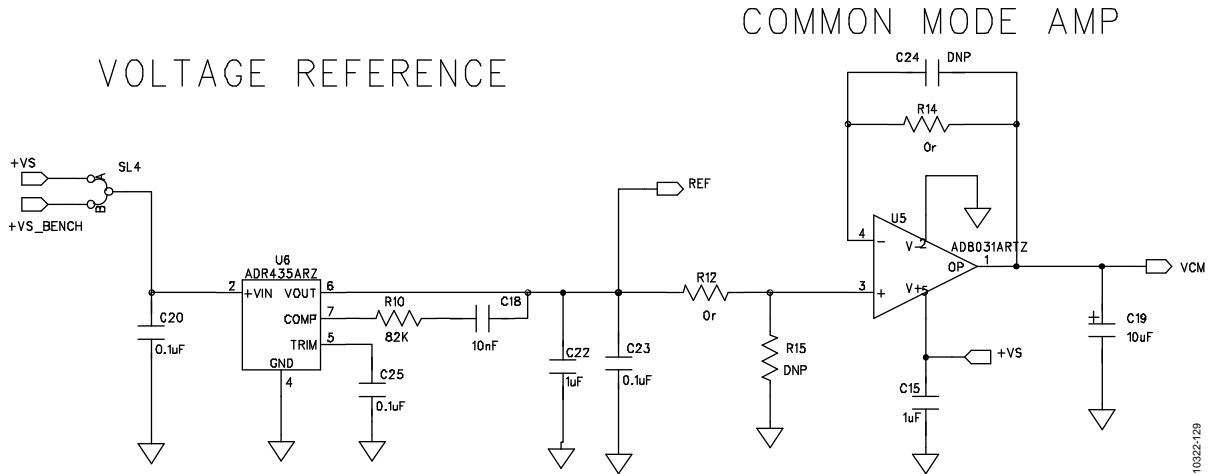 COMMON MODE AMP
VOLTAGE REFERENCE
C24
DNP
R14
0r
+VS
SL4
A
B
+VS_BENCH
REF
U5
4
-
V-
2
AD8031ARTZ
OP
1
VCM
3
+
V+
5
U6
ADR435ARZ
2
+VIN
VOUT
6
COMP
7
TRIM
5
GND
4
R10
82K
C18
10nF
R12
0r
C20
0.1uF
C25
0.1uF
C22
1uF
C23
0.1uF
R15
DNP
+VS
C15
1uF
+
C19
10uF
10322-129